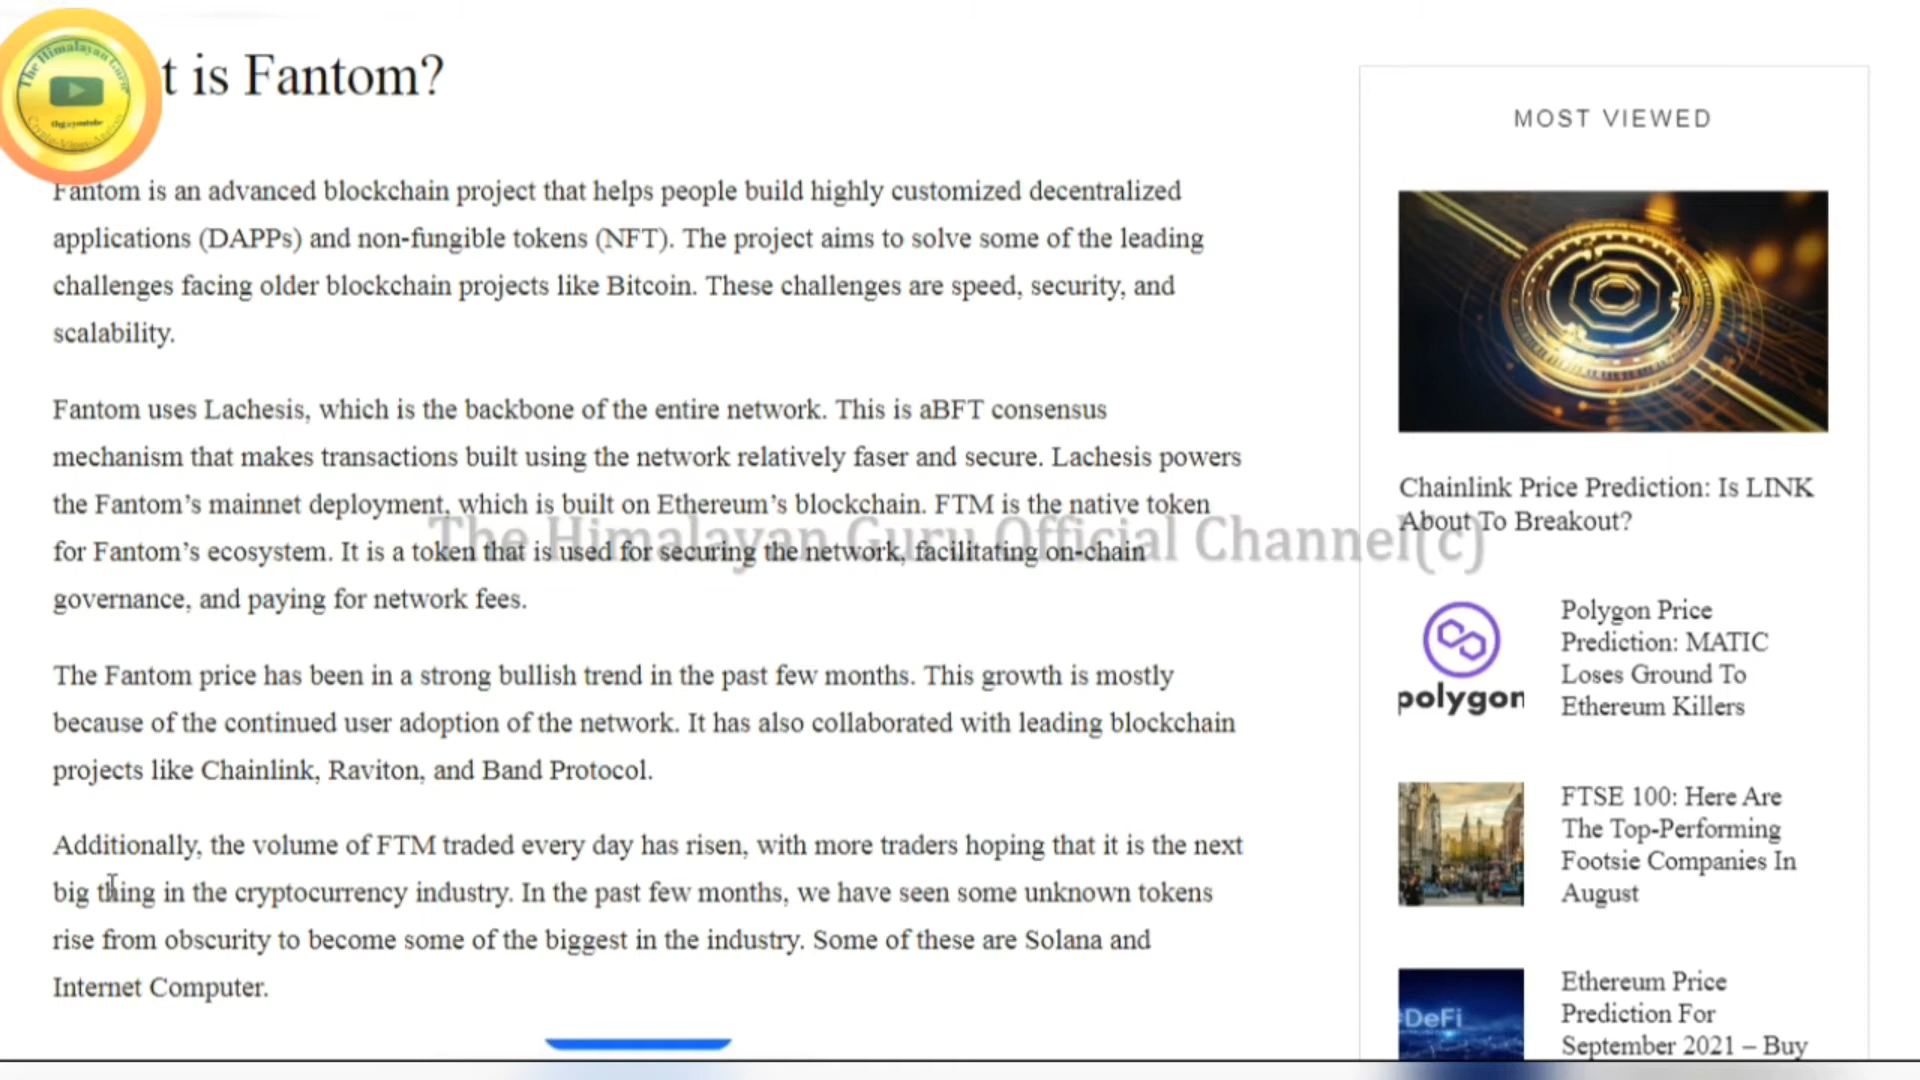 The Himalayan Guru
t is Fantom?
Fantom is an advanced blockchain project that helps people build highly customized decentralized
applications (DAPPs) and non-fungible tokens (NFT). The project aims to solve some of the leading
challenges facing older blockchain projects like Bitcoin. These challenges are speed, security, and
scalability.
Fantom uses Lachesis, which is the backbone of the entire network. This is aBFT consensus
mechanism that makes transactions built using the network relatively faser and secure. Lachesis powers
the Fantom’s mainnet deployment, which is built on Ethereum’s blockchain. FTM is the native token
for Fantom’s ecosystem. It is a token that is used for securing the network, facilitating on-chain
governance, and paying for network fees.
The Himalayan Guru Official Channel(c)
The Fantom price has been in a strong bullish trend in the past few months. This growth is mostly
because of the continued user adoption of the network. It has also collaborated with leading blockchain
projects like Chainlink, Raviton, and Band Protocol.
Additionally, the volume of FTM traded every day has risen, with more traders hoping that it is the next
big thing in the cryptocurrency industry. In the past few months, we have seen some unknown tokens
rise from obscurity to become some of the biggest in the industry. Some of these are Solana and
Internet Computer.
MOST VIEWED
Chainlink Price Prediction: Is LINK
About To Breakout?
polygon
Polygon Price
Prediction: MATIC
Loses Ground To
Ethereum Killers
FTSE 100: Here Are
The Top-Performing
Footsie Companies In
August
DeFi
Ethereum Price
Prediction For
September 2021 – Buy